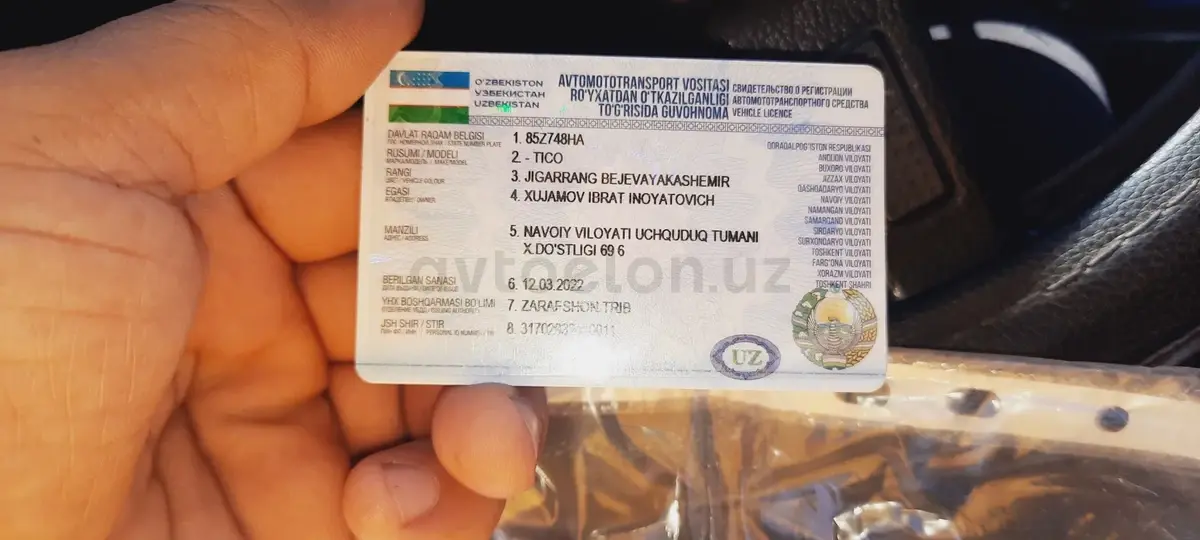 O'ZBEKISTON
УЗБЕКИСТАН
UZBEKISTAN
AVTOMOTOTRANSPORT VOSITASI
RO'YXATDAN O'TKAZILGANLIGI
TO'G'RISIDA GUVOHNOMA
СВИДЕТЕЛЬСТВО О РЕГИСТРАЦИИ
АВТОМОТОТРАНСПОРТНОГО СРЕДСТВА
VEHICLE LICENCE
DAVLAT RAQAM BELGISI 1. 85Z748HA
RUSUMI / MODELI 2. - TICO
RANGI 3. JIGARRANG BEJEVAYAKASHEMIR
EGASI 4. XUJAMOV IBRAT INOYATOVICH
MANZILI 5. NAVOIY VILOYATI UCHQUDUQ TUMANI
АДРЕС / ADDRESS X.DO'STLIGI 69 6
BERILGAN SANASI 6. 12.03.2022
YHX BOSHQARMASI BO'LIMI 7. ZARAFSHON TRIB
JSH SHIR / STIR 8.
QORAQALPOG'ISTON RESPUBLIKASI
ANDIJON VILOYATI
BUXORO VILOYATI
JIZZAX VILOYATI
QASHQADARYO VILOYATI
NAVOIY VILOYATI
NAMANGAN VILOYATI
SAMARQAND VILOYATI
SIRDARYO VILOYATI
SURXONDARYO VILOYATI
TOSHKENT VILOYATI
FARG'ONA VILOYATI
XORAZM VILOYATI
TOSHKENT SHAHRI
UZ
avtoelon.uz